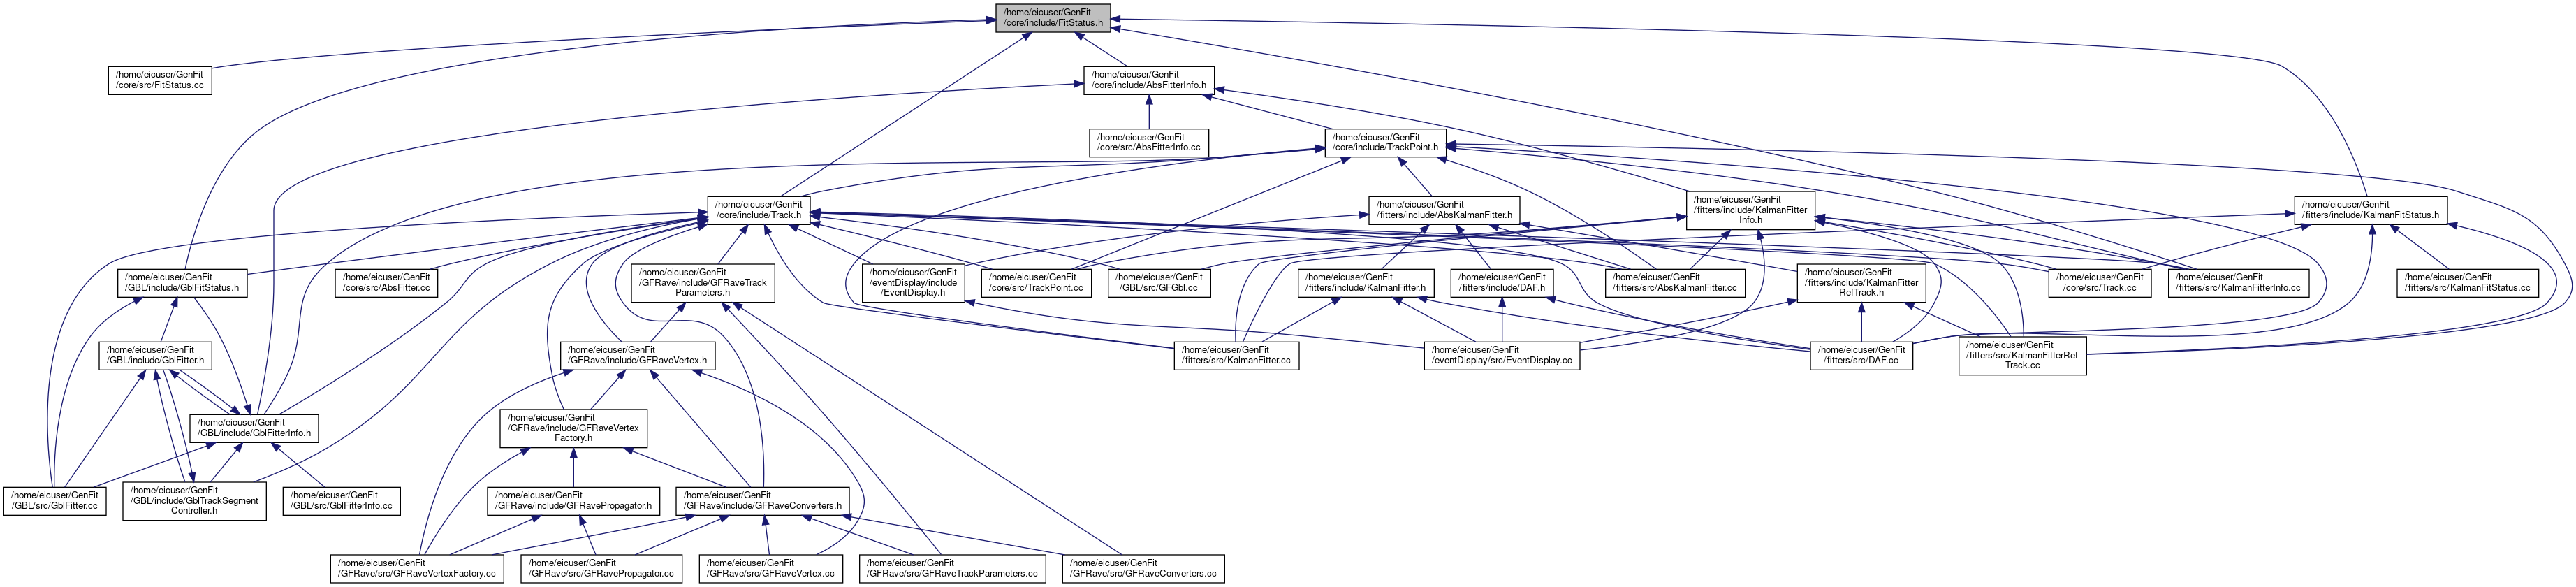 /home/eicuser/GenFit
/core/include/FitStatus.h
/home/eicuser/GenFit
/core/src/FitStatus.cc
/home/eicuser/GenFit
/core/include/AbsFitterInfo.h
/home/eicuser/GenFit
/core/src/AbsFitterInfo.cc
/home/eicuser/GenFit
/core/include/TrackPoint.h
/home/eicuser/GenFit
/core/include/Track.h
/home/eicuser/GenFit
/fitters/include/AbsKalmanFitter.h
/home/eicuser/GenFit
/fitters/include/KalmanFitter
Info.h
/home/eicuser/GenFit
/fitters/include/KalmanFitStatus.h
/home/eicuser/GenFit
/GBL/include/GblFitStatus.h
/home/eicuser/GenFit
/core/src/AbsFitter.cc
/home/eicuser/GenFit
/GFRave/include/GFRaveTrack
Parameters.h
/home/eicuser/GenFit
/eventDisplay/include
/EventDisplay.h
/home/eicuser/GenFit
/core/src/TrackPoint.cc
/home/eicuser/GenFit
/GBL/src/GFGbl.cc
/home/eicuser/GenFit
/fitters/include/KalmanFitter.h
/home/eicuser/GenFit
/fitters/include/DAF.h
/home/eicuser/GenFit
/fitters/src/AbsKalmanFitter.cc
/home/eicuser/GenFit
/fitters/include/KalmanFitter
RefTrack.h
/home/eicuser/GenFit
/core/src/Track.cc
/home/eicuser/GenFit
/fitters/src/KalmanFitterInfo.cc
/home/eicuser/GenFit
/fitters/src/KalmanFitStatus.cc
/home/eicuser/GenFit
/GBL/include/GblFitter.h
/home/eicuser/GenFit
/GFRave/include/GFRaveVertex.h
/home/eicuser/GenFit
/fitters/src/KalmanFitter.cc
/home/eicuser/GenFit
/eventDisplay/src/EventDisplay.cc
/home/eicuser/GenFit
/fitters/src/DAF.cc
/home/eicuser/GenFit
/fitters/src/KalmanFitterRef
Track.cc
/home/eicuser/GenFit
/GBL/include/GblFitterInfo.h
/home/eicuser/GenFit
/GFRave/include/GFRaveVertex
Factory.h
/home/eicuser/GenFit
/GBL/src/GblFitter.cc
/home/eicuser/GenFit
/GBL/include/GblTrackSegment
Controller.h
/home/eicuser/GenFit
/GBL/src/GblFitterInfo.cc
/home/eicuser/GenFit
/GFRave/include/GFRavePropagator.h
/home/eicuser/GenFit
/GFRave/include/GFRaveConverters.h
/home/eicuser/GenFit
/GFRave/src/GFRaveVertexFactory.cc
/home/eicuser/GenFit
/GFRave/src/GFRavePropagator.cc
/home/eicuser/GenFit
/GFRave/src/GFRaveVertex.cc
/home/eicuser/GenFit
/GFRave/src/GFRaveTrackParameters.cc
/home/eicuser/GenFit
/GFRave/src/GFRaveConverters.cc